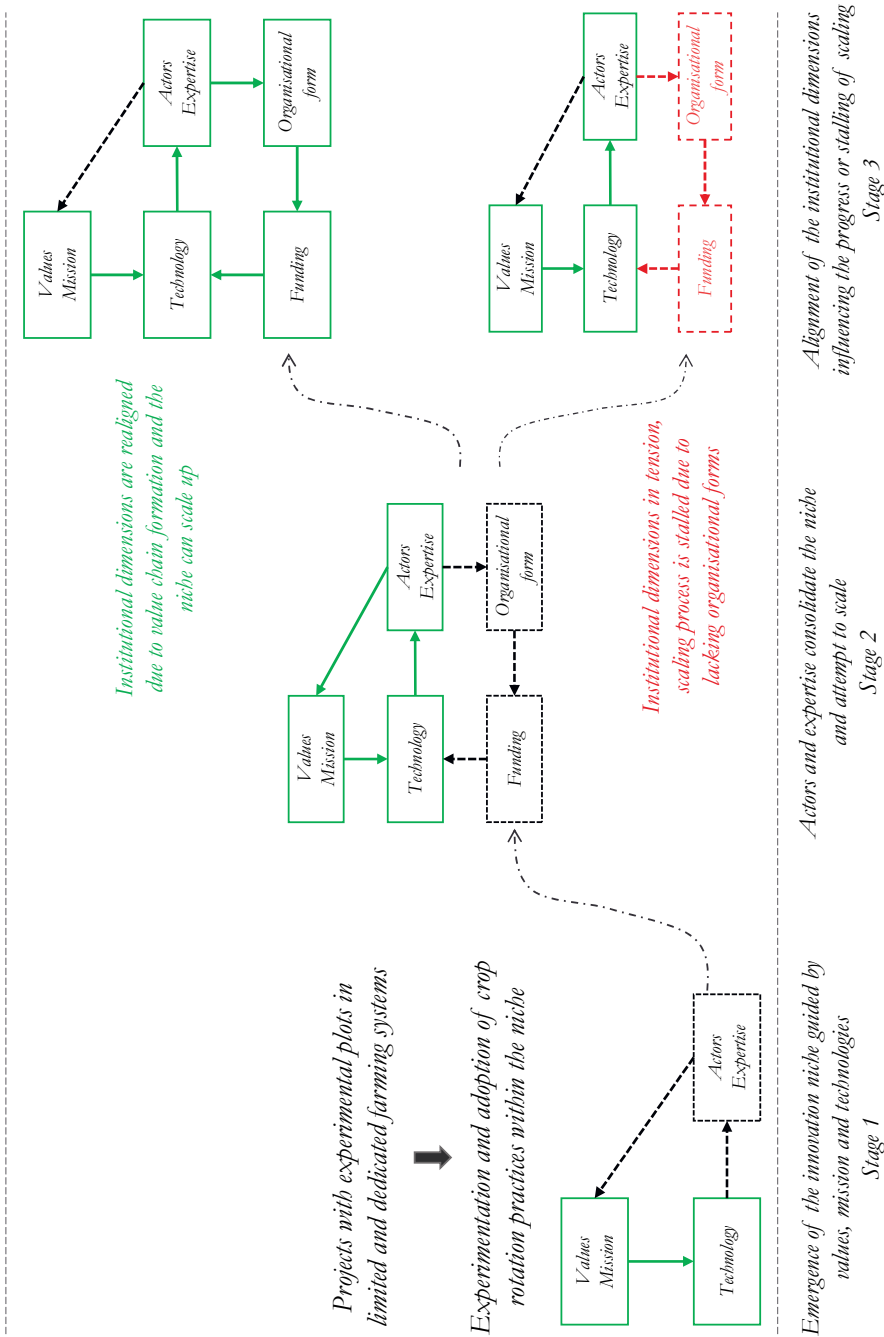 Projects with experimental plots in
limited and dedicated farming systems
Experimentation and adoption of crop
rotation practices within the niche
Values
Mission
Technology
Actors
Expertise
Emergence of the innovation niche guided by
values, mission and technologies
Stage 1
Values
Mission
Technology
Actors
Expertise
Funding
Organisational
form
Actors and expertise consolidate the niche
and attempt to scale
Stage 2
Institutional dimensions are realigned
due to value chain formation and the
niche can scale up
Institutional dimensions in tension,
scaling process is stalled due to
lacking organisational forms
Values
Mission
Technology
Actors
Expertise
Funding
Organisational
form
Values
Mission
Technology
Actors
Expertise
Funding
Organisational
form
Alignment of the institutional dimensions
influencing the progress or stalling of scaling
Stage 3